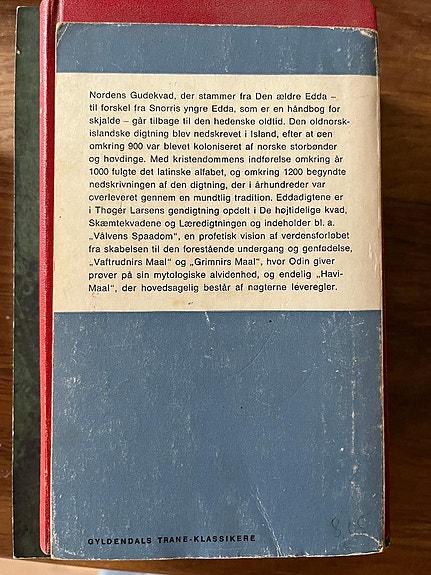 Nordens Gudekvad, der stammer fra Den ældre Edda –
til forskel fra Snorris yngre Edda, som er en håndbog for
skjalde – går tilbage til den hedenske oldtid. Den oldnorsk-
islandske digtning blev nedskrevet i Island, efter at øen
omkring 900 var blevet koloniseret af norske storbønder
og høvdinge. Med kristendommens indførelse omkring år
1000 fulgte det latinske alfabet, og omkring 1200 begyndte
nedskrivningen af den digtning, der i århundreder var
overleveret gennem en mundtlig tradition. Eddadigtene er
i Thøger Larsens gendigtning opdelt i De højtidelige kvad,
Skæmtekvadene og Læredigtningen og indeholder bl. a.
„Vålvens Spaadom”, en profetisk vision af verdensforløbet
fra skabelsen til den forestående undergang og genfødelse,
„Vaftrudnirs Maal” og „Grimnirs Maal”, hvor Odin giver
prøver på sin mytologiske alvidenhed, og endelig „Havi-
Maal”, der hovedsagelig består af nøgterne leveregler.
GYLDENDALS TRANE-KLASSIKERE